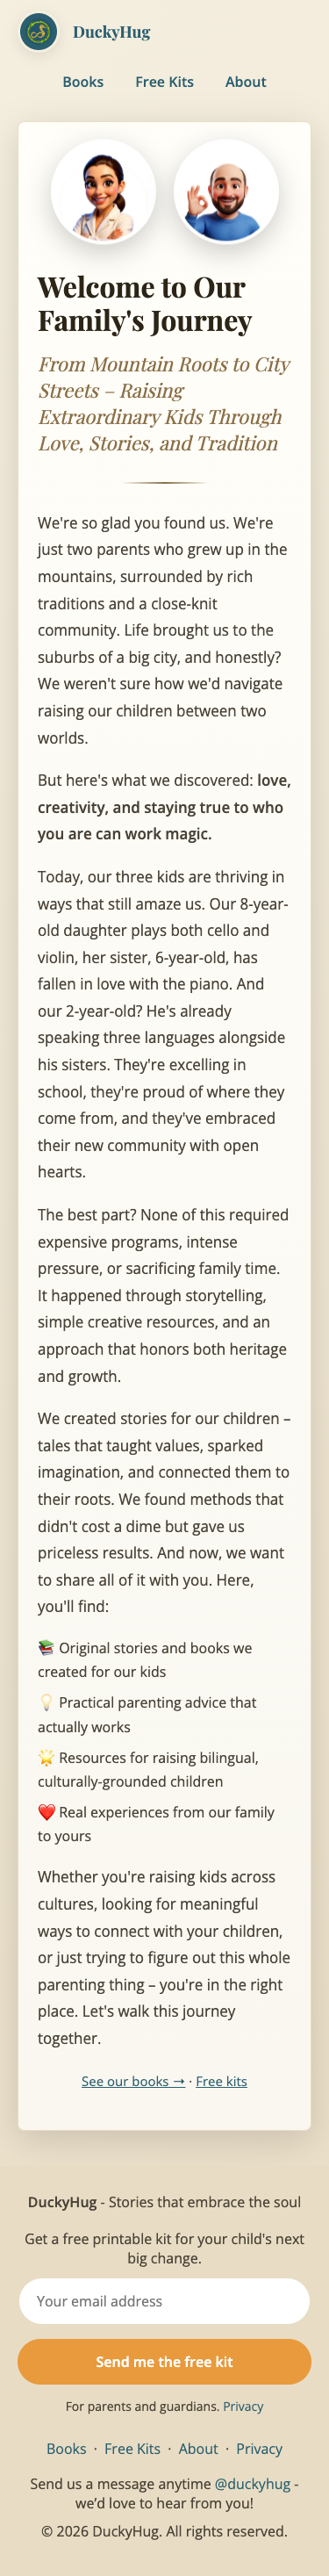 DuckyHug
Books Free Kits About
Welcome to Our
Family's Journey
From Mountain Roots to City
Streets – Raising
Extraordinary Kids Through
Love, Stories, and Tradition
We're so glad you found us. We're
just two parents who grew up in the
mountains, surrounded by rich
traditions and a close-knit
community. Life brought us to the
suburbs of a big city, and honestly?
We weren't sure how we'd navigate
raising our children between two
worlds.
But here's what we discovered: love,
creativity, and staying true to who
you are can work magic.
Today, our three kids are thriving in
ways that still amaze us. Our 8-year-
old daughter plays both cello and
violin, her sister, 6-year-old, has
fallen in love with the piano. And
our 2-year-old? He's already
speaking three languages alongside
his sisters. They're excelling in
school, they're proud of where they
come from, and they've embraced
their new community with open
hearts.
The best part? None of this required
expensive programs, intense
pressure, or sacrificing family time.
It happened through storytelling,
simple creative resources, and an
approach that honors both heritage
and growth.
We created stories for our children –
tales that taught values, sparked
imagination, and connected them to
their roots. We found methods that
didn't cost a dime but gave us
priceless results. And now, we want
to share all of it with you. Here,
you'll find:
📚 Original stories and books we
created for our kids
💡 Practical parenting advice that
actually works
🌟 Resources for raising bilingual,
culturally-grounded children
❤️ Real experiences from our family
to yours
Whether you're raising kids across
cultures, looking for meaningful
ways to connect with your children,
or just trying to figure out this whole
parenting thing – you're in the right
place. Let's walk this journey
together.
See our books → · Free kits
DuckyHug - Stories that embrace the soul
Get a free printable kit for your child's next
big change.
Your email address
Send me the free kit
For parents and guardians. Privacy
Books · Free Kits · About · Privacy
Send us a message anytime @duckyhug -
we’d love to hear from you!
© 2026 DuckyHug. All rights reserved.